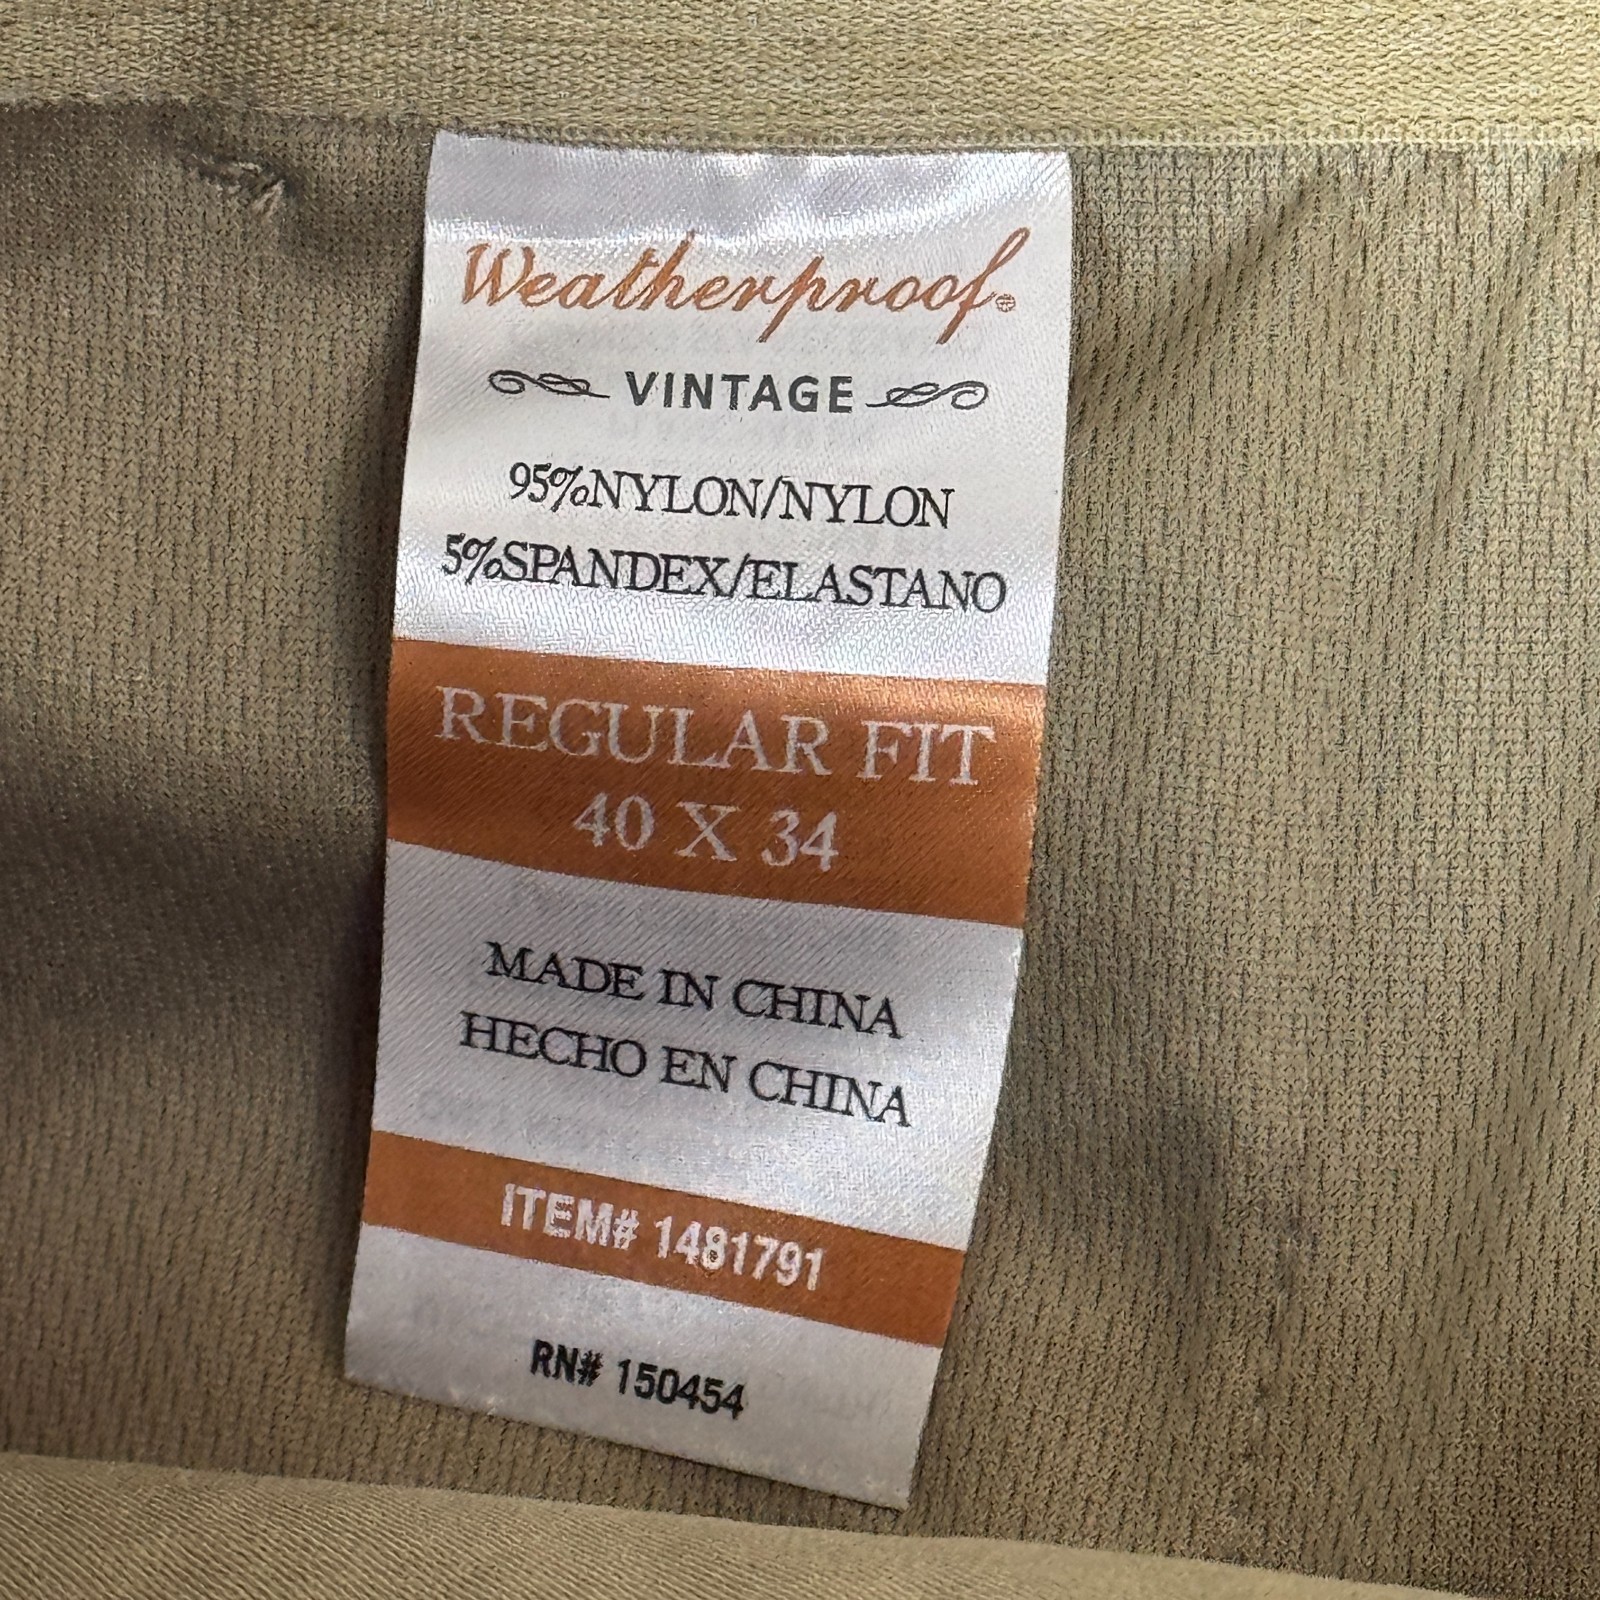 Weatherproof®
VINTAGE
95%NYLON/NYLON
5%SPANDEX/ELASTANO
REGULAR FIT
40 X 34
MADE IN CHINA
HECHO EN CHINA
ITEM# 1481791
RN# 150454